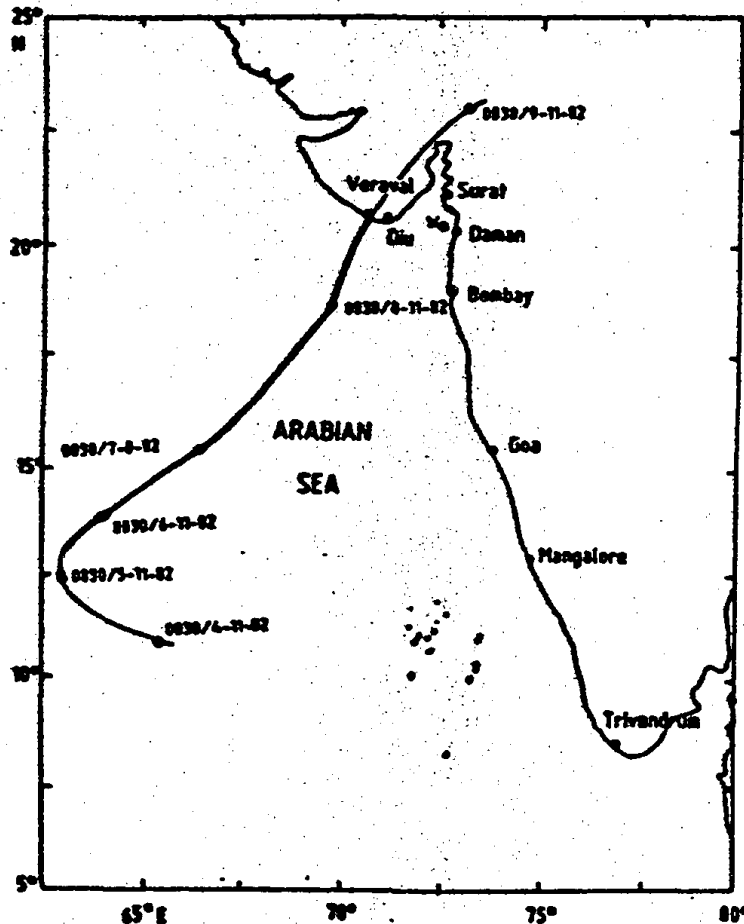 25°
N
0830/9-11-82
Veraval
Surat
Diu
Daman
20°
Bombay
0830/8-11-82
ARABIAN
SEA
0830/7-8-82
Goa
15°
0830/6-11-82
Mangalore
0830/5-11-82
0830/4-11-82
10°
Trivandrum
5°
65°E
70°
75°
80°